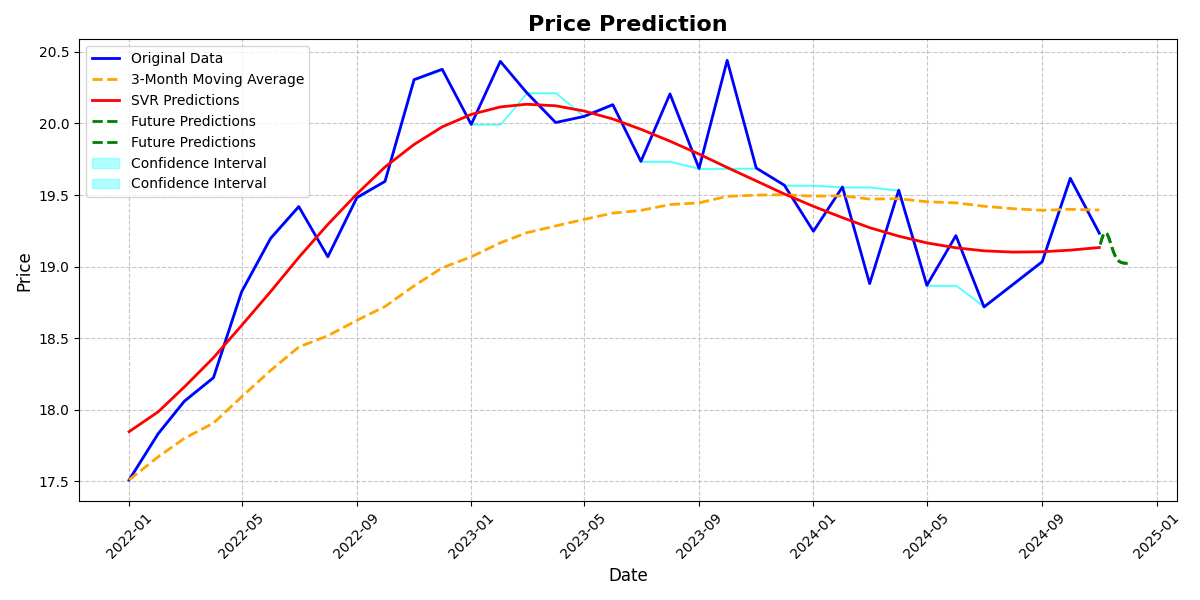 Price Prediction
Original Data
3-Month Moving Average
SVR Predictions
Future Predictions
Future Predictions
Confidence Interval
Confidence Interval
Price
20.5
20.0
19.5
19.0
18.5
18.0
17.5
2022-01
2022-05
2022-09
2023-01
2023-05
2023-09
2024-01
2024-05
2024-09
2025-01
Date